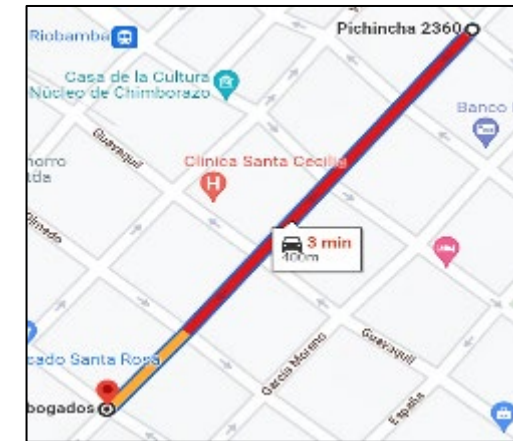 Riobamba
Pichincha 2360
Casa de la Cultura
Núcleo de Chimborazo
Banco
Guayaquil
horro
tda
Clínica Santa Cecilia
H
Olmedo
3 min
400m
cado Santa Rosa
Guayaquil
García Moreno
España
bogados